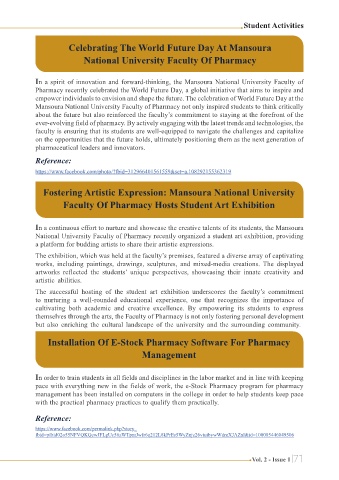 Student Activities
Celebrating The World Future Day At Mansoura
National University Faculty Of Pharmacy
In a spirit of innovation and forward-thinking, the Mansoura National University Faculty of
Pharmacy recently celebrated the World Future Day, a global initiative that aims to inspire and
empower individuals to envision and shape the future. The celebration of World Future Day at the
Mansoura National University Faculty of Pharmacy not only inspired students to think critically
about the future but also reinforced the faculty's commitment to staying at the forefront of the
ever-evolving field of pharmacy. By actively engaging with the latest trends and technologies, the
faculty is ensuring that its students are well-equipped to navigate the challenges and capitalize
on the opportunities that the future holds, ultimately positioning them as the next generation of
pharmaceutical leaders and innovators.
Reference:
Fostering Artistic Expression: Mansoura National University
Faculty Of Pharmacy Hosts Student Art Exhibition
In a continuous effort to nurture and showcase the creative talents of its students, the Mansoura
National University Faculty of Pharmacy recently organized a student art exhibition, providing
a platform for budding artists to share their artistic expressions.
The exhibition, which was held at the faculty's premises, featured a diverse array of captivating
works, including paintings, drawings, sculptures, and mixed-media creations. The displayed
artworks reflected the students' unique perspectives, showcasing their innate creativity and
artistic abilities.
The successful hosting of the student art exhibition underscores the faculty's commitment
to nurturing a well-rounded educational experience, one that recognizes the importance of
cultivating both academic and creative excellence. By empowering its students to express
themselves through the arts, the Faculty of Pharmacy is not only fostering personal development
but also enriching the cultural landscape of the university and the surrounding community.
Installation Of E-Stock Pharmacy Software For Pharmacy
Management
In order to train students in all fields and disciplines in the labor market and in line with keeping
pace with everything new in the fields of work, the e-Stock Pharmacy program for pharmacy
management has been installed on computers in the college in order to help students keep pace
with the practical pharmacy practices to qualify them practically.
Reference:
https://www.facebook.com/permalink.php?story_
Vol. 2 - Issue 1 71